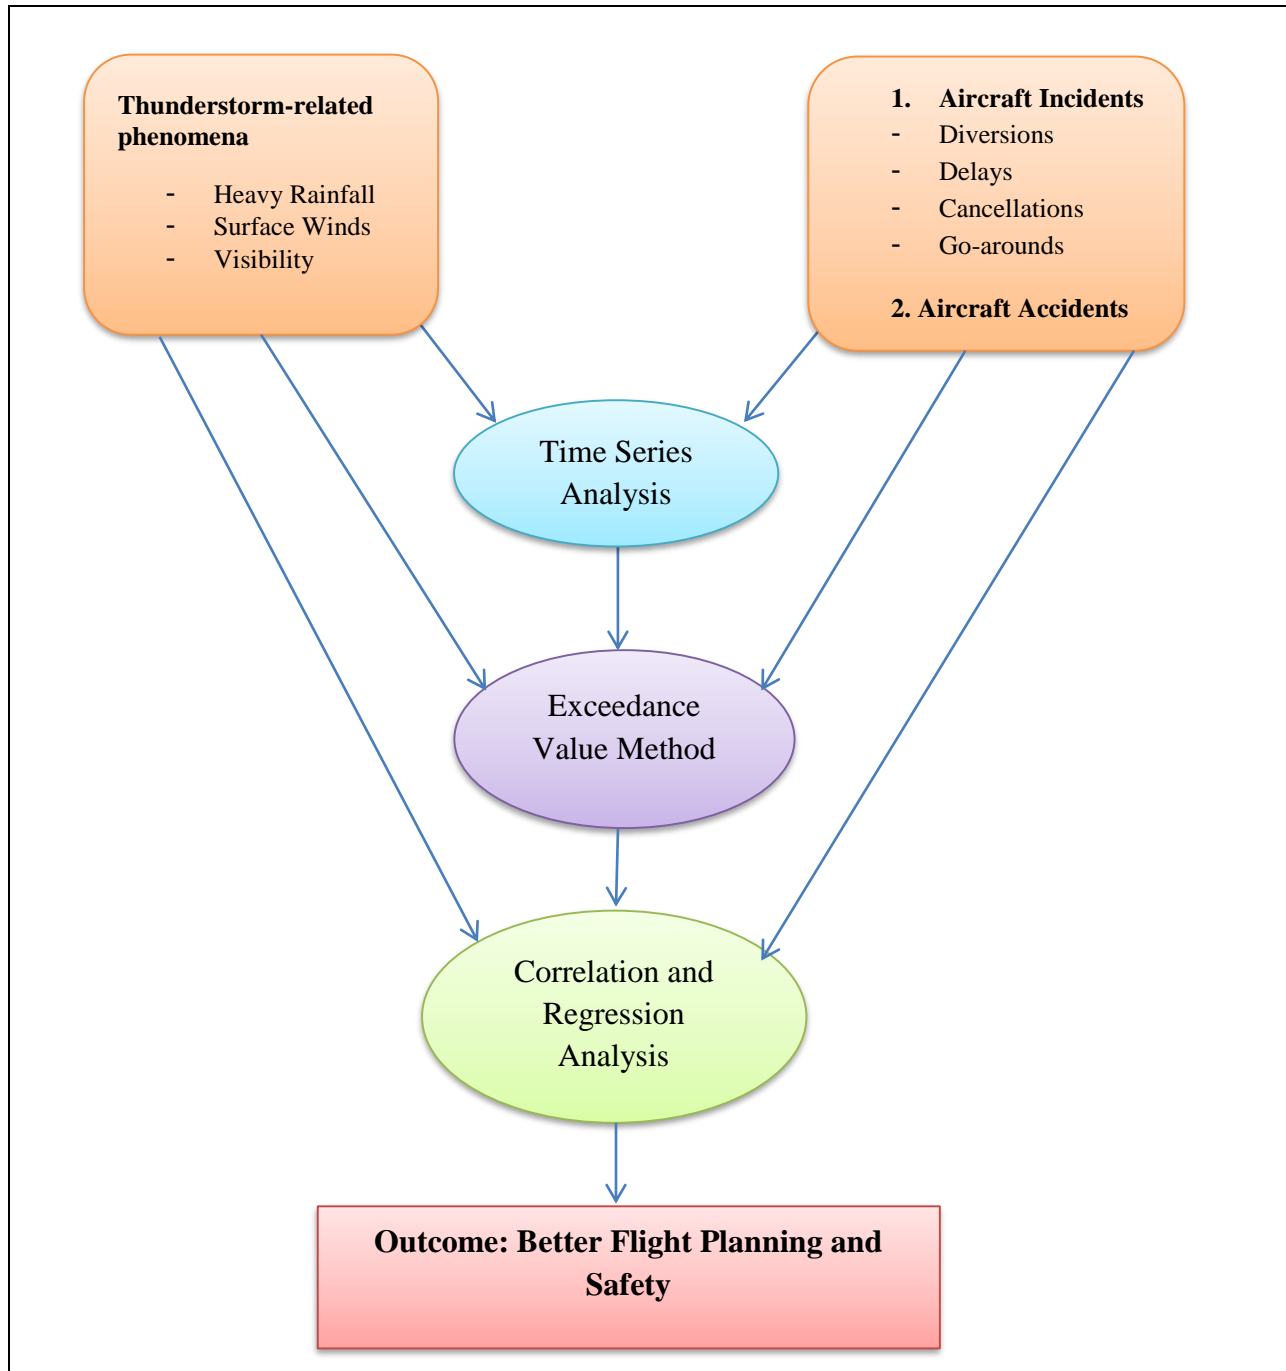 Thunderstorm-related
phenomena
- Heavy Rainfall
- Surface Winds
- Visibility
1. Aircraft Incidents
- Diversions
- Delays
- Cancellations
- Go-arounds
2. Aircraft Accidents
Time Series
Analysis
Exceedance
Value Method
Correlation and
Regression
Analysis
Outcome: Better Flight Planning and
Safety